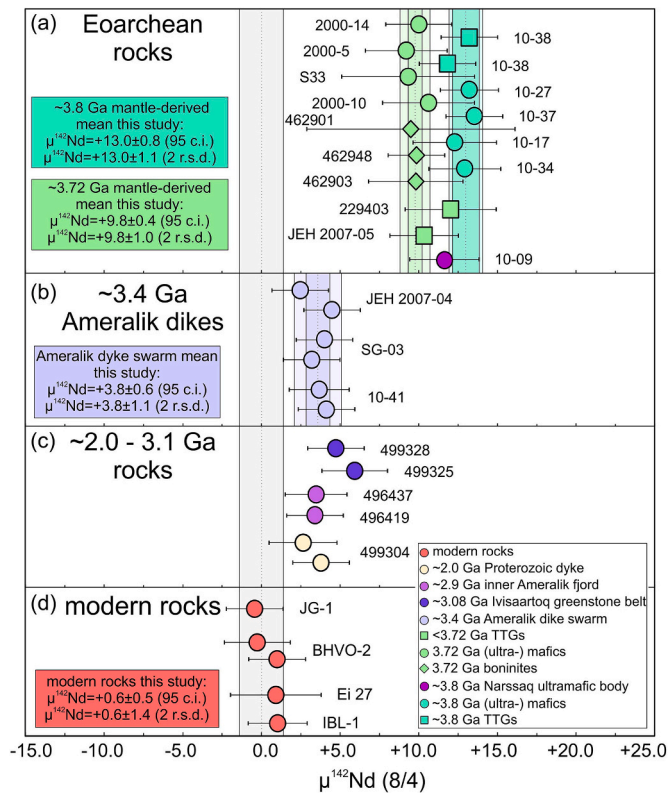 (a) Eoarchean
rocks
~3.8 Ga mantle-derived
mean this study:
µ¹⁴²Nd=+13.0±0.8 (95 c.i.)
µ¹⁴²Nd=+13.0±1.1 (2 r.s.d.)
~3.72 Ga mantle-derived
mean this study:
µ¹⁴²Nd=+9.8±0.4 (95 c.i.)
µ¹⁴²Nd=+9.8±1.0 (2 r.s.d.)
2000-14
10-38
2000-5
10-38
S33
10-27
2000-10
10-37
462901
10-17
462948
10-34
462903
229403
JEH 2007-05
10-09
(b) ~3.4 Ga
Ameralik dikes
Ameralik dyke swarm mean
this study:
µ¹⁴²Nd=+3.8±0.6 (95 c.i.)
µ¹⁴²Nd=+3.8±1.1 (2 r.s.d.)
JEH 2007-04
SG-03
10-41
(c) ~2.0 - 3.1 Ga
rocks
499328
499325
496437
496419
499304
(d) modern rocks
modern rocks this study:
µ¹⁴²Nd=+0.6±0.5 (95 c.i.)
µ¹⁴²Nd=+0.6±1.4 (2 r.s.d.)
JG-1
BHVO-2
Ei 27
IBL-1
modern rocks
~2.0 Ga Proterozoic dyke
~2.9 Ga inner Ameralik fjord
~3.08 Ga Ivisaartoq greenstone belt
~3.4 Ga Ameralik dike swarm
<3.72 Ga TTGs
3.72 Ga (ultra-) mafics
3.72 Ga boninites
~3.8 Ga Narssaq ultramafic body
~3.8 Ga (ultra-) mafics
~3.8 Ga TTGs
-15.0 -10.0 -5.0 0.0 +5.0 +10.0 +15.0 +20.0 +25.0
µ¹⁴²Nd (8/4)